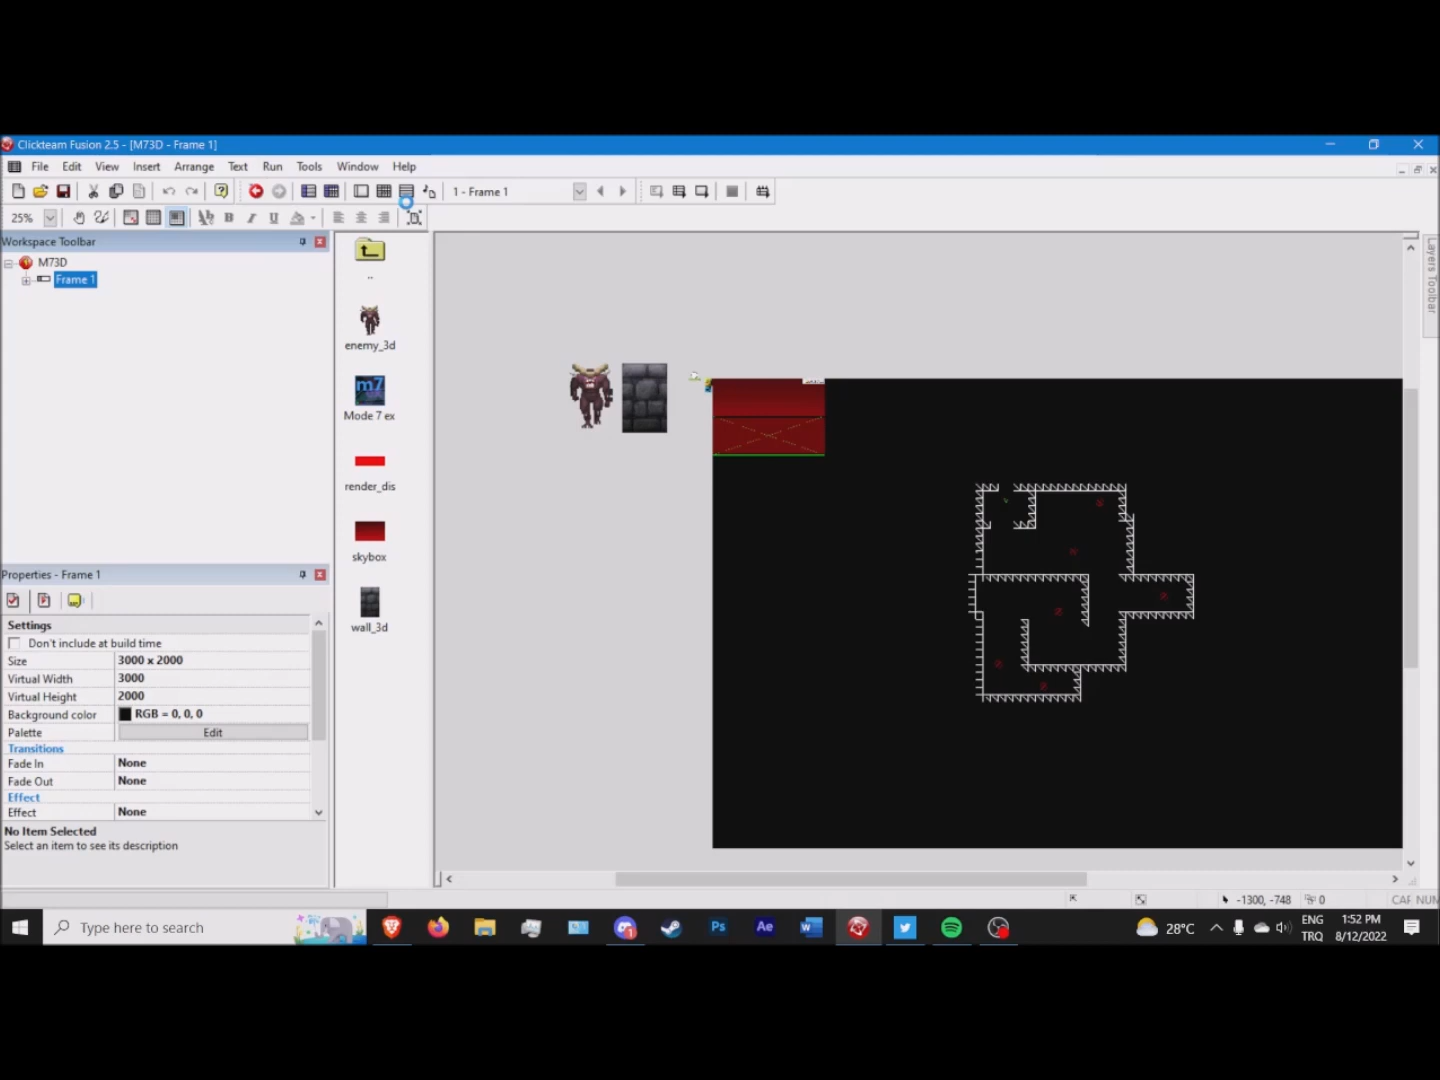 Clickteam Fusion 2.5 - [M73D - Frame 1]
File Edit View Insert Arrange Text Run Tools Window Help
1 - Frame 1
25%
B I U
Workspace Toolbar
M73D
Frame 1
..
enemy_3d
m7
Mode 7 ex
render_dis
skybox
wall_3d
Layers Toolbar
Properties - Frame 1
Settings
Don't include at build time
Size 3000 x 2000
Virtual Width 3000
Virtual Height 2000
Background color RGB = 0, 0, 0
Palette Edit
Transitions
Fade In None
Fade Out None
Effect
Effect None
No Item Selected
Select an item to see its description
-1300, -748 0 CAP NUM
Type here to search
Ps Ae W
28°C
ENG
TRQ
1:52 PM
8/12/2022